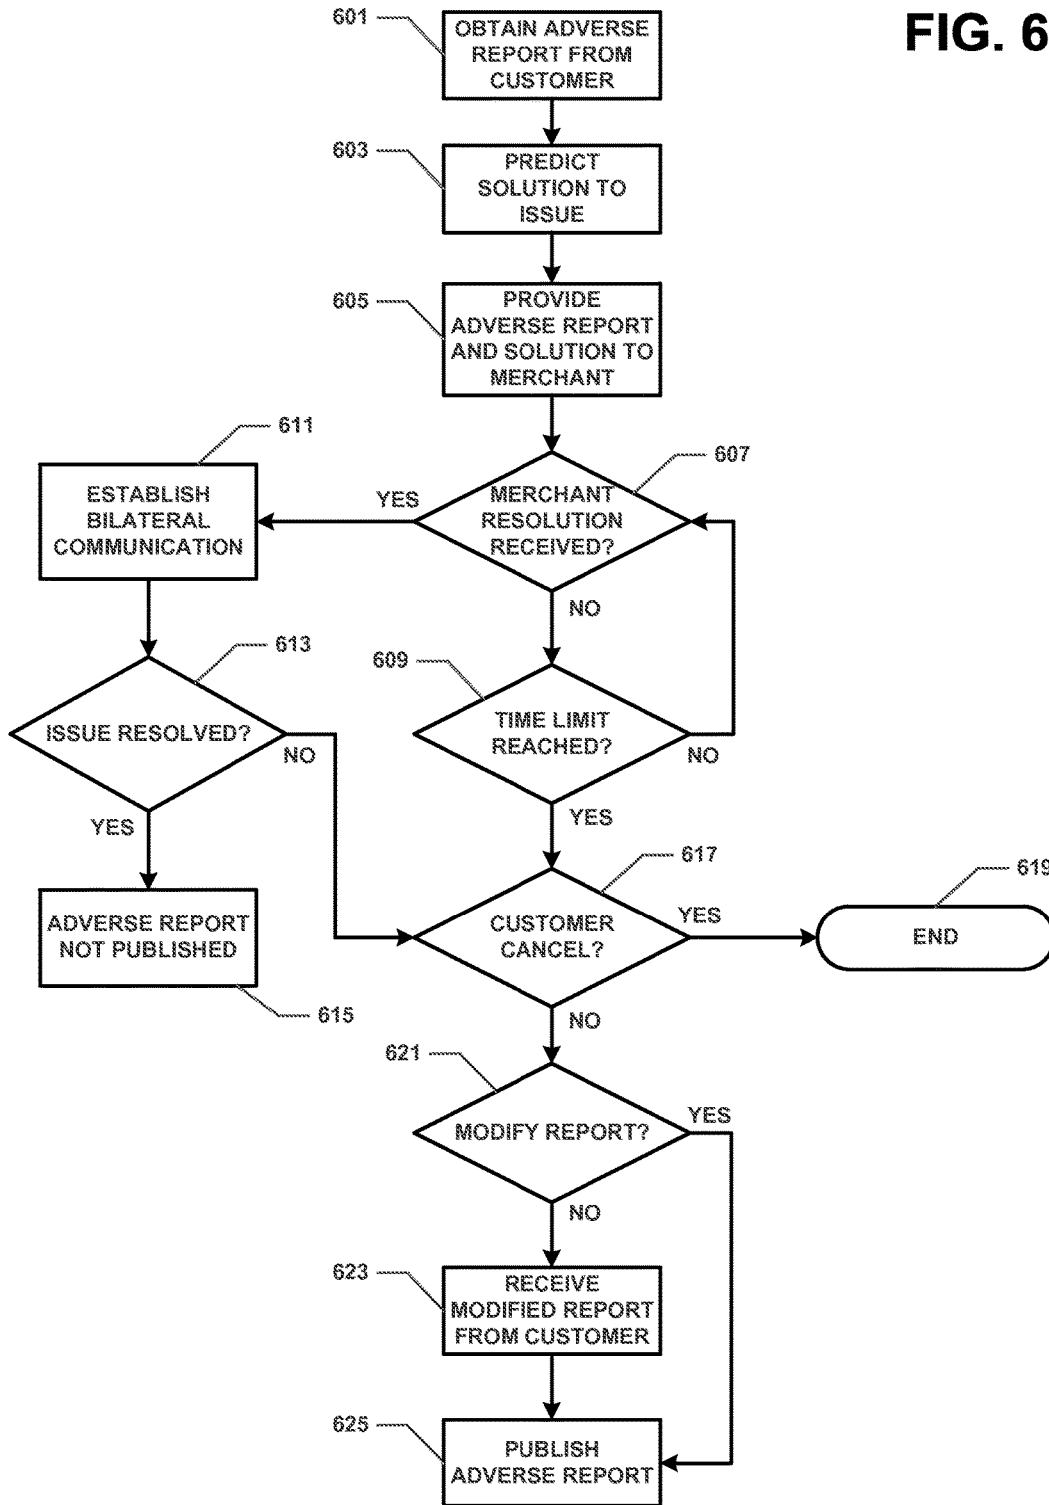 FIG. 6
601
OBTAIN ADVERSE
REPORT FROM
CUSTOMER
603
PREDICT
SOLUTION TO
ISSUE
605
PROVIDE
ADVERSE REPORT
AND SOLUTION TO
MERCHANT
611
607
ESTABLISH
BILATERAL
COMMUNICATION
YES
MERCHANT
RESOLUTION
RECEIVED?
NO
613
609
ISSUE RESOLVED?
NO
TIME LIMIT
REACHED?
NO
YES
YES
617
619
ADVERSE REPORT
NOT PUBLISHED
CUSTOMER
CANCEL?
YES
END
615
NO
621
MODIFY REPORT?
YES
NO
623
RECEIVE
MODIFIED REPORT
FROM CUSTOMER
625
PUBLISH
ADVERSE REPORT